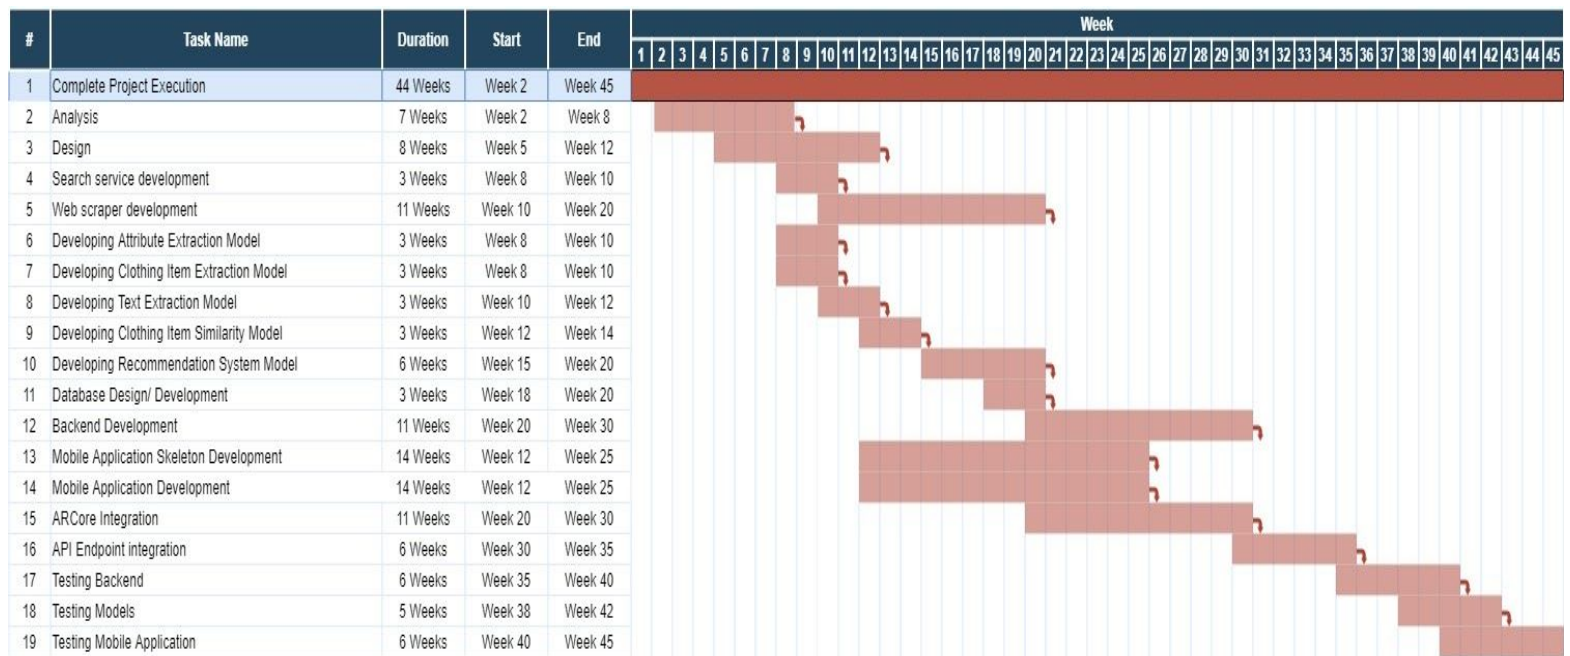 # Task Name Duration Start End Week
1 2 3 4 5 6 7 8 9 10 11 12 13 14 15 16 17 18 19 20 21 22 23 24 25 26 27 28 29 30 31 32 33 34 35 36 37 38 39 40 41 42 43 44 45
1 Complete Project Execution 44 Weeks Week 2 Week 45
2 Analysis 7 Weeks Week 2 Week 8
3 Design 8 Weeks Week 5 Week 12
4 Search service development 3 Weeks Week 8 Week 10
5 Web scraper development 11 Weeks Week 10 Week 20
6 Developing Attribute Extraction Model 3 Weeks Week 8 Week 10
7 Developing Clothing Item Extraction Model 3 Weeks Week 8 Week 10
8 Developing Text Extraction Model 3 Weeks Week 10 Week 12
9 Developing Clothing Item Similarity Model 3 Weeks Week 12 Week 14
10 Developing Recommendation System Model 6 Weeks Week 15 Week 20
11 Database Design/ Development 3 Weeks Week 18 Week 20
12 Backend Development 11 Weeks Week 20 Week 30
13 Mobile Application Skeleton Development 14 Weeks Week 12 Week 25
14 Mobile Application Development 14 Weeks Week 12 Week 25
15 ARCore Integration 11 Weeks Week 20 Week 30
16 API Endpoint integration 6 Weeks Week 30 Week 35
17 Testing Backend 6 Weeks Week 35 Week 40
18 Testing Models 5 Weeks Week 38 Week 42
19 Testing Mobile Application 6 Weeks Week 40 Week 45